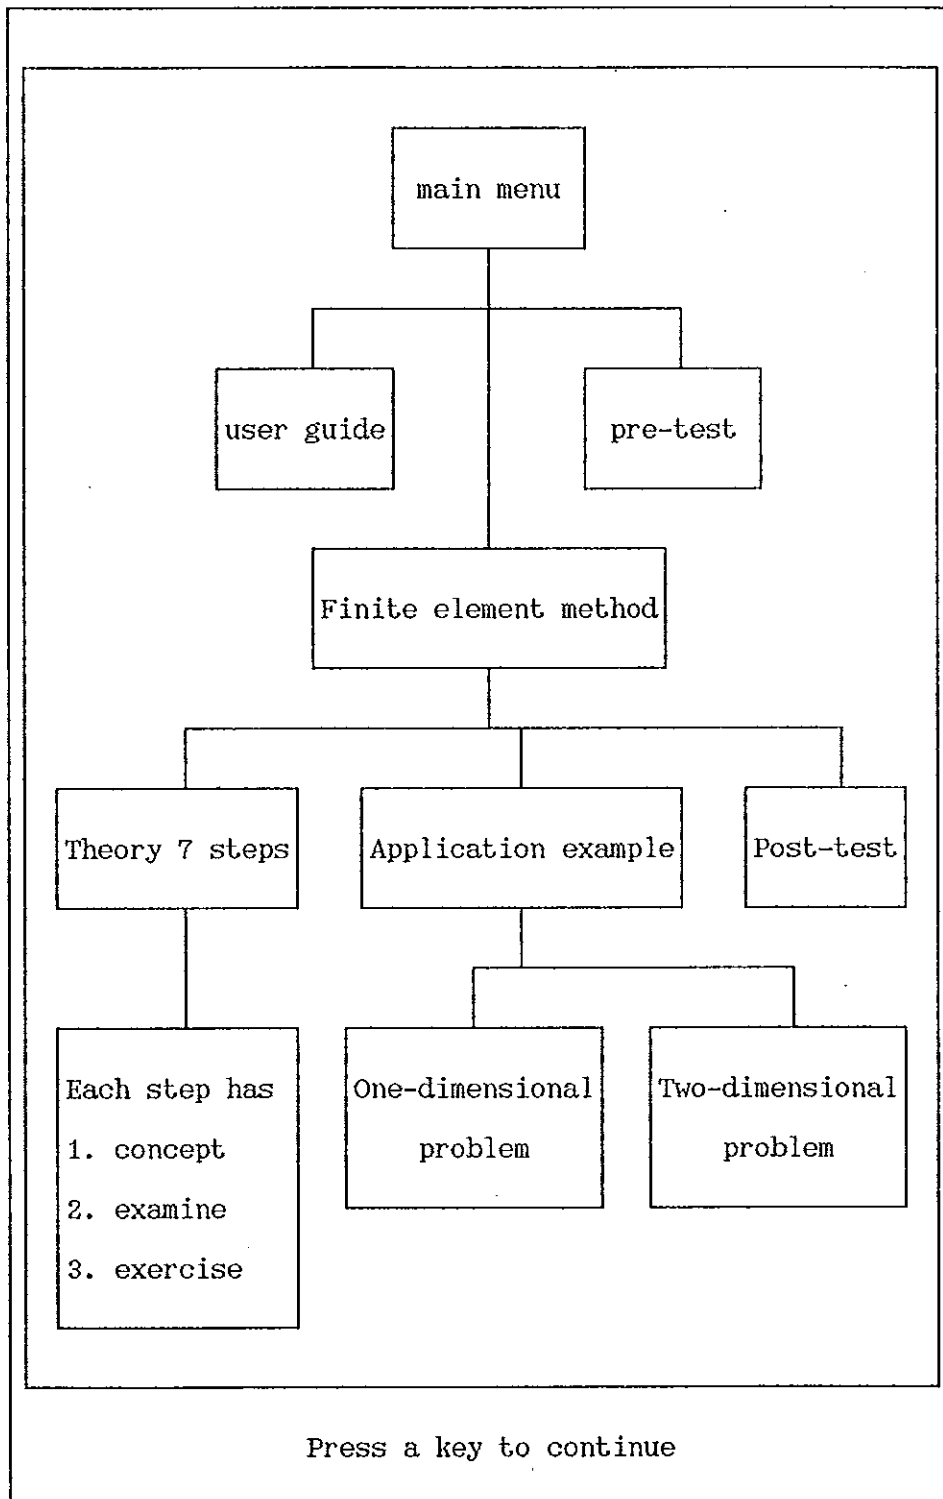 main menu
user guide
pre-test
Finite element method
Theory 7 steps
Application example
Post-test
Each step has
1. concept
2. examine
3. exercise
One-dimensional
problem
Two-dimensional
problem
Press a key to continue